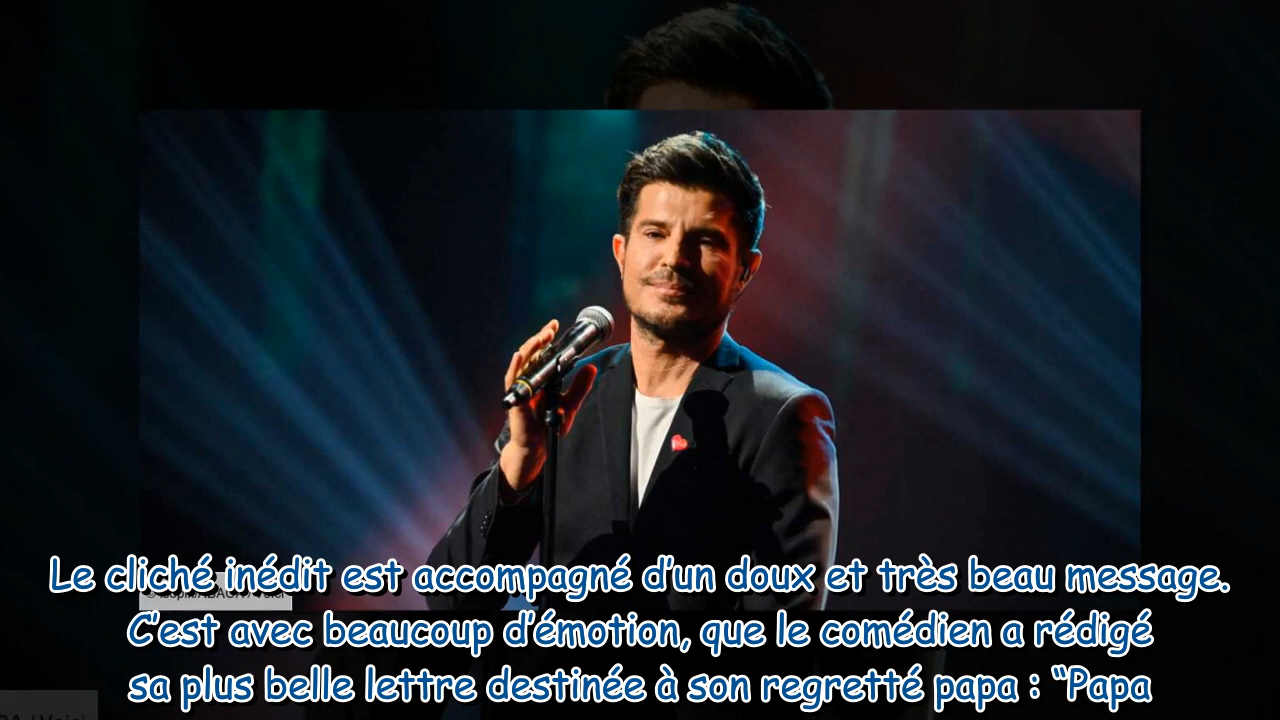 Le cliché inédit est accompagné d'un doux et très beau message.
C'est avec beaucoup d'émotion, que le comédien a rédigé
sa plus belle lettre destinée à son regretté papa : “Papa